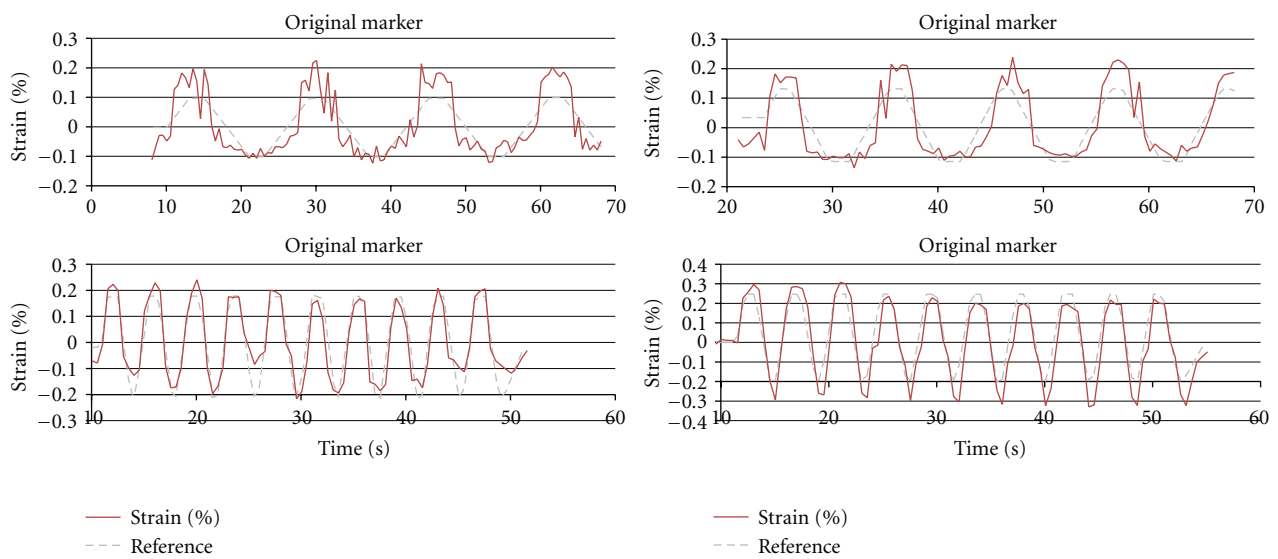 Original marker
0.3
0.2
0.1
0
−0.1
−0.2
Strain (%)
0 10 20 30 40 50 60 70
Original marker
0.3
0.2
0.1
0
−0.1
−0.2
Strain (%)
20 30 40 50 60 70
Original marker
0.3
0.2
0.1
0
−0.1
−0.2
−0.3
Strain (%)
10 20 30 40 50 60
Time (s)
Original marker
0.4
0.3
0.2
0.1
0
−0.1
−0.2
−0.3
−0.4
Strain (%)
10 20 30 40 50 60
Time (s)
Strain (%)
Reference
Strain (%)
Reference